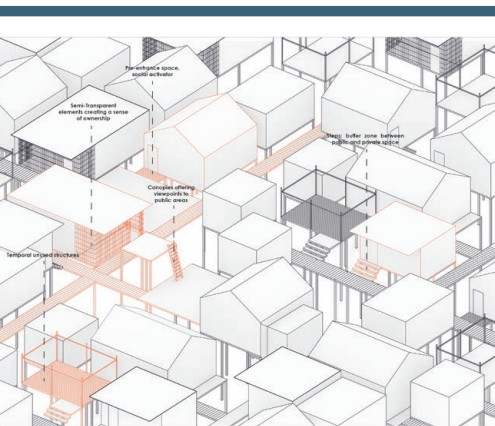 Pre-entrance space,
social activator
Semi-Transparent
elements creating a sense
of ownership
Steps: buffer zone between
public and private space
Canopies offering
viewpoints to
public areas
Temporal unused structures